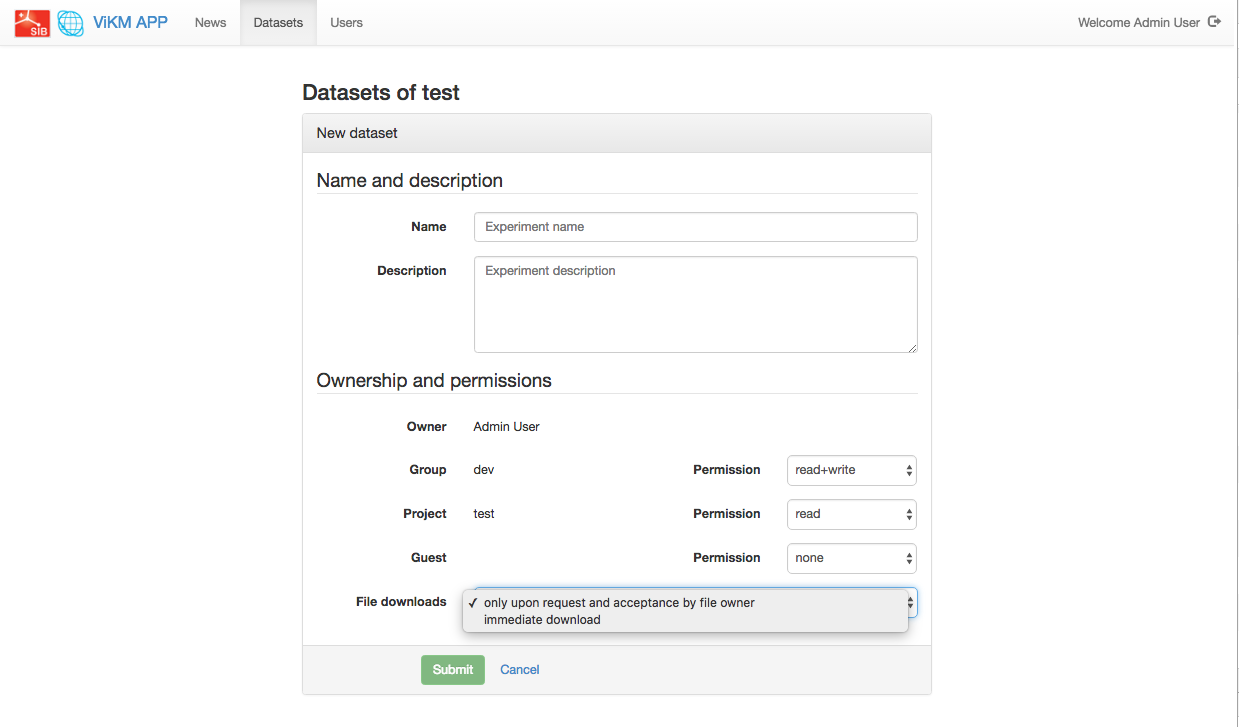 SIB ViKM APP News Datasets Users Welcome Admin User
Datasets of test
New dataset
Name and description
Name Experiment name
Description Experiment description
Ownership and permissions
Owner Admin User
Group dev Permission read+write
Project test Permission read
Guest Permission none
File downloads ✓ only upon request and acceptance by file owner
immediate download
Submit Cancel